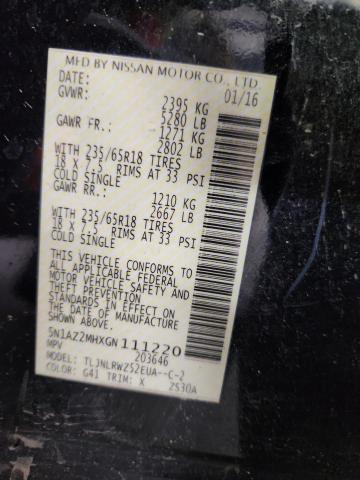 MFD BY NISSAN MOTOR CO., LTD.
DATE: 01/16
GVWR: 2395 KG
5280 LB
GAWR FR.: 1271 KG
2802 LB
WITH 235/65R18 TIRES
18 X 7.5, RIMS AT 33 PSI
COLD SINGLE
GAWR RR.: 1210 KG
2667 LB
WITH 235/65R18 TIRES
18 X 7.5, RIMS AT 33 PSI
COLD SINGLE
THIS VEHICLE CONFORMS TO
ALL APPLICABLE FEDERAL
MOTOR VEHICLE SAFETY AND
THEFT PREVENTION
STANDARDS IN EFFECT ON
THE DATE OF MANUFACTURE
SHOWN ABOVE.
5N1AZ2MHXGN111220
MPV 203646
MODEL: TLJNLRWZ52EUA--C-2
COLOR: G41 TRIM: X 2S30A